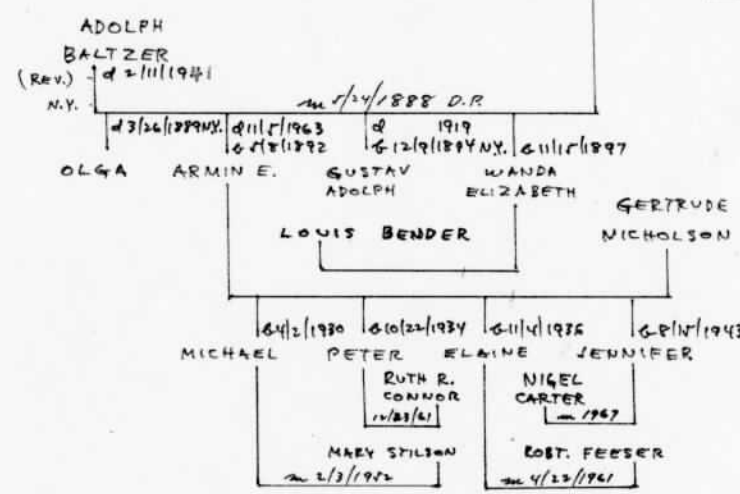 ADOLPH
BALTZER
(REV.) d 2/11/1941
N.Y.
m 5/24/1888 D.P.
d 3/26/1889 N.Y. d 11/5/1963 d 1919
b 5/8/1892 b 12/9/1894 N.Y. b 11/15/1897
OLGA ARMIN E. GUSTAV WANDA
ADOLPH ELIZABETH
GERTRUDE
LOUIS BENDER NICHOLSON
b 4/2/1930 b 10/22/1934 b 11/4/1936 b 8/15/1943
MICHAEL PETER ELAINE JENNIFER
RUTH R. NIGEL
CONNOR CARTER
12/23/61 m 1967
MARY STILSON ROBT. FEESER
m 2/3/1952 m 4/22/1961